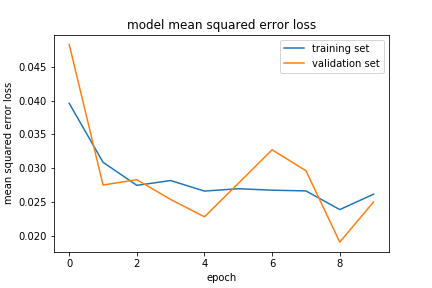 model mean squared error loss
training set
validation set
mean squared error loss
0.045
0.040
0.035
0.030
0.025
0.020
0
2
4
6
8
epoch